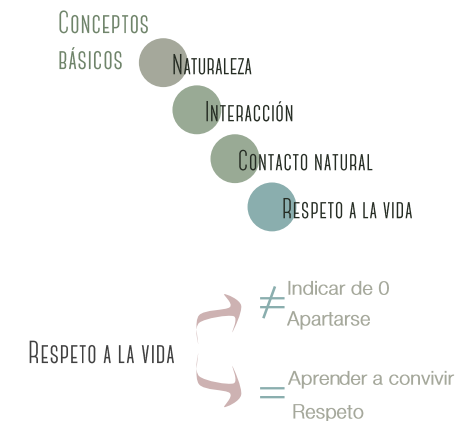 Conceptos
básicos
Naturaleza
Interacción
Contacto natural
Respeto a la vida
Respeto a la vida
≠ Indicar de 0
Apartarse
= Aprender a convivir
Respeto